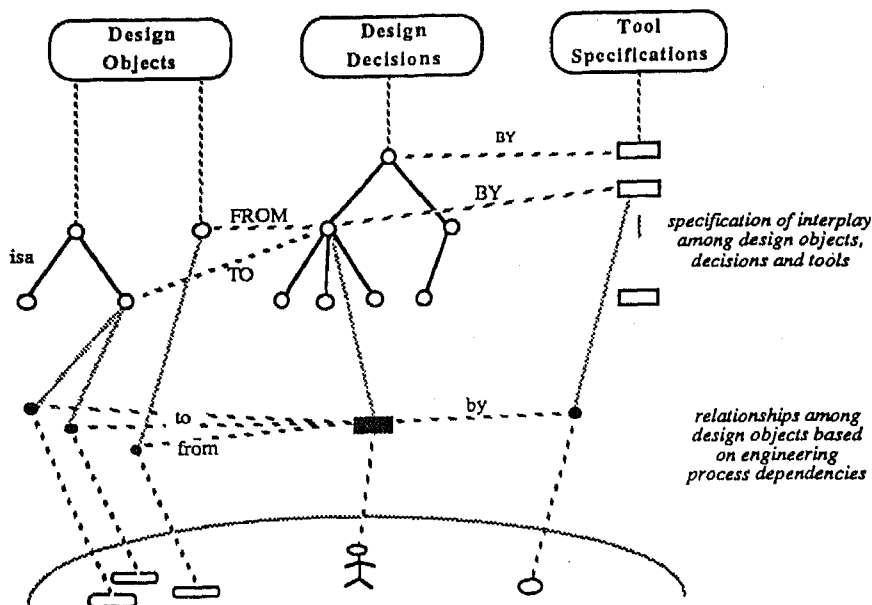 Design
Objects
Design
Decisions
Tool
Specifications
BY
BY
FROM
TO
isa
specification of interplay
among design objects,
decisions and tools
to
by
from
relationships among
design objects based
on engineering
process dependencies